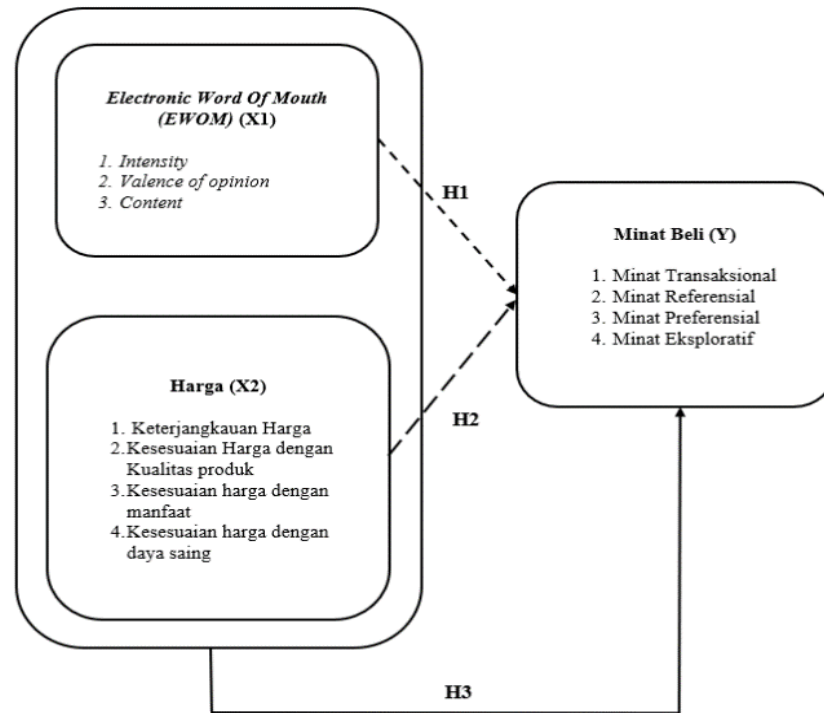 Electronic Word Of Mouth
(EWOM) (X1)
1. Intensity
2. Valence of opinion
3. Content
H1
Minat Beli (Y)
1. Minat Transaksional
2. Minat Referensial
3. Minat Preferensial
4. Minat Eksploratif
Harga (X2)
1. Keterjangkauan Harga
2. Kesesuaian Harga dengan
Kualitas produk
3. Kesesuaian harga dengan
manfaat
4. Kesesuaian harga dengan
daya saing
H2
H3